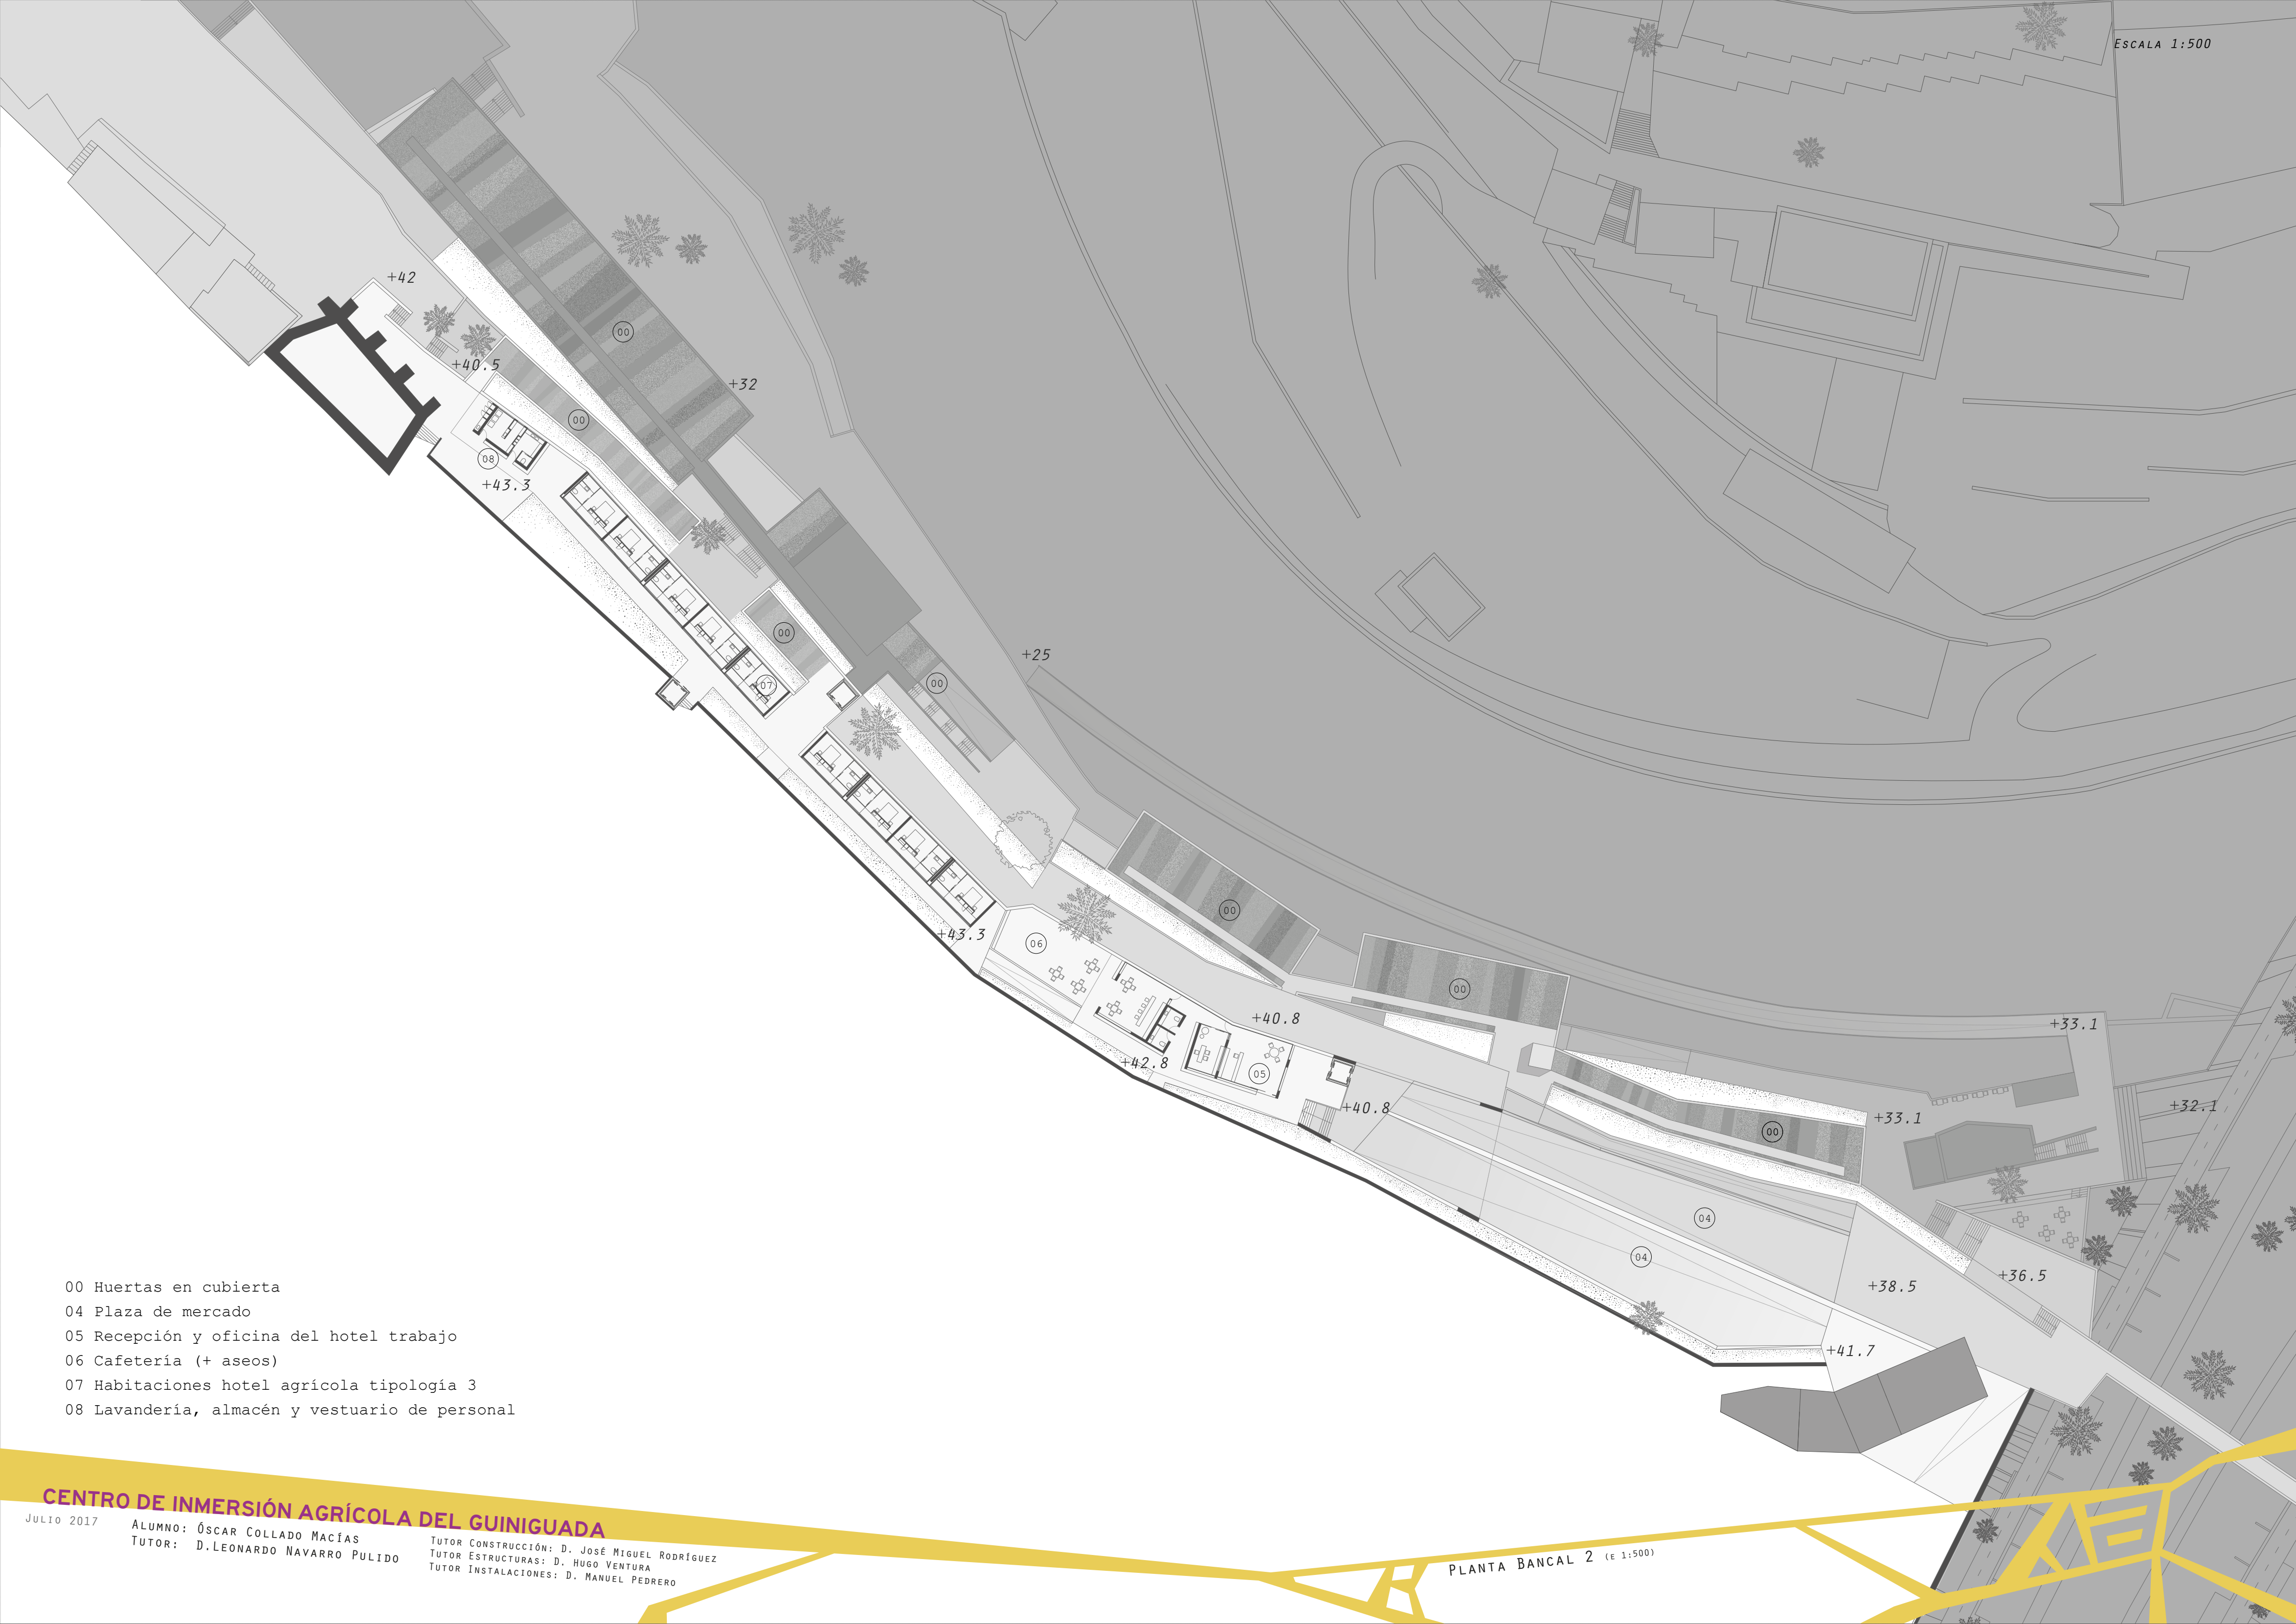 Escala 1:500
+42
00
+40.5
+32
00
08
+43.3
00
+25
00
07
00
+43.3
06
00
+40.8
+33.1
+42.8
05
+40.8
+32.1
+33.1
00
04
04
+36.5
+38.5
+41.7
00 Huertas en cubierta
04 Plaza de mercado
05 Recepción y oficina del hotel trabajo
06 Cafetería (+ aseos)
07 Habitaciones hotel agrícola tipología 3
08 Lavandería, almacén y vestuario de personal
CENTRO DE INMERSIÓN AGRÍCOLA DEL GUINIGUADA
Julio 2017
Alumno: Óscar Collado Macías
Tutor: D.Leonardo Navarro Pulido
Tutor Construcción: D. José Miguel Rodríguez
Tutor Estructuras: D. Hugo Ventura
Tutor Instalaciones: D. Manuel Pedrero
Planta Bancal 2 (e 1:500)